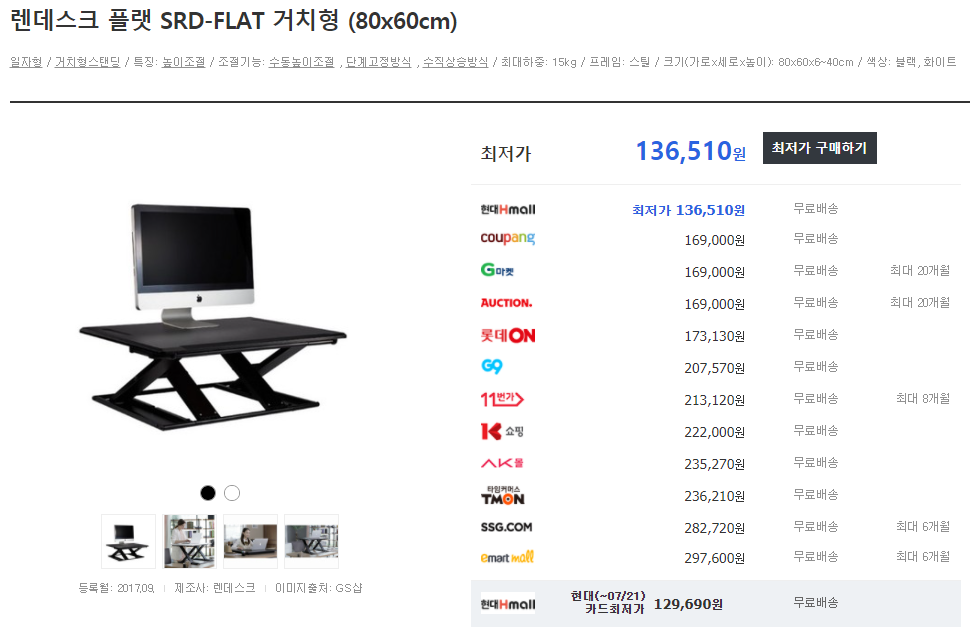 렌데스크 플랫 SRD-FLAT 거치형 (80x60cm)
일자형 / 거치형스탠딩 / 특징: 높이조절 / 조절기능: 수동높이조절 , 단계고정방식 , 수직상승방식 / 최대하중: 15kg / 프레임: 스틸 / 크기(가로x세로x높이): 80x60x6~40cm / 색상: 블랙, 화이트
최저가 136,510원 최저가 구매하기
현대Hmall 최저가 136,510원 무료배송
coupang 169,000원 무료배송
G마켓 169,000원 무료배송 최대 20개월
AUCTION. 169,000원 무료배송 최대 20개월
롯데ON 173,130원 무료배송
G9 207,570원 무료배송
11번가 213,120원 무료배송 최대 8개월
K쇼핑 222,000원 무료배송
AK몰 235,270원 무료배송
타임커머스
TMON 236,210원 무료배송
SSG.COM 282,720원 무료배송 최대 6개월
emart mall 297,600원 무료배송 최대 6개월
현대Hmall 현대(~07/21)
카드최저가 129,690원 무료배송
등록월: 2017.09. | 제조사: 렌데스크 | 이미지출처: GS샵